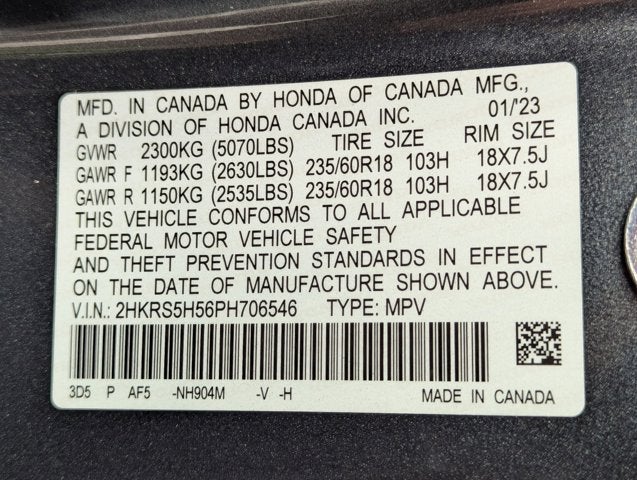 MFD. IN CANADA BY HONDA OF CANADA MFG.,
A DIVISION OF HONDA CANADA INC. 01/'23
GVWR 2300KG (5070LBS) TIRE SIZE RIM SIZE
GAWR F 1193KG (2630LBS) 235/60R18 103H 18X7.5J
GAWR R 1150KG (2535LBS) 235/60R18 103H 18X7.5J
THIS VEHICLE CONFORMS TO ALL APPLICABLE
FEDERAL MOTOR VEHICLE SAFETY
AND THEFT PREVENTION STANDARDS IN EFFECT
ON THE DATE OF MANUFACTURE SHOWN ABOVE.
V.I.N.: 2HKRS5H56PH706546 TYPE: MPV
3D5 P AF5 -NH904M -V -H MADE IN CANADA